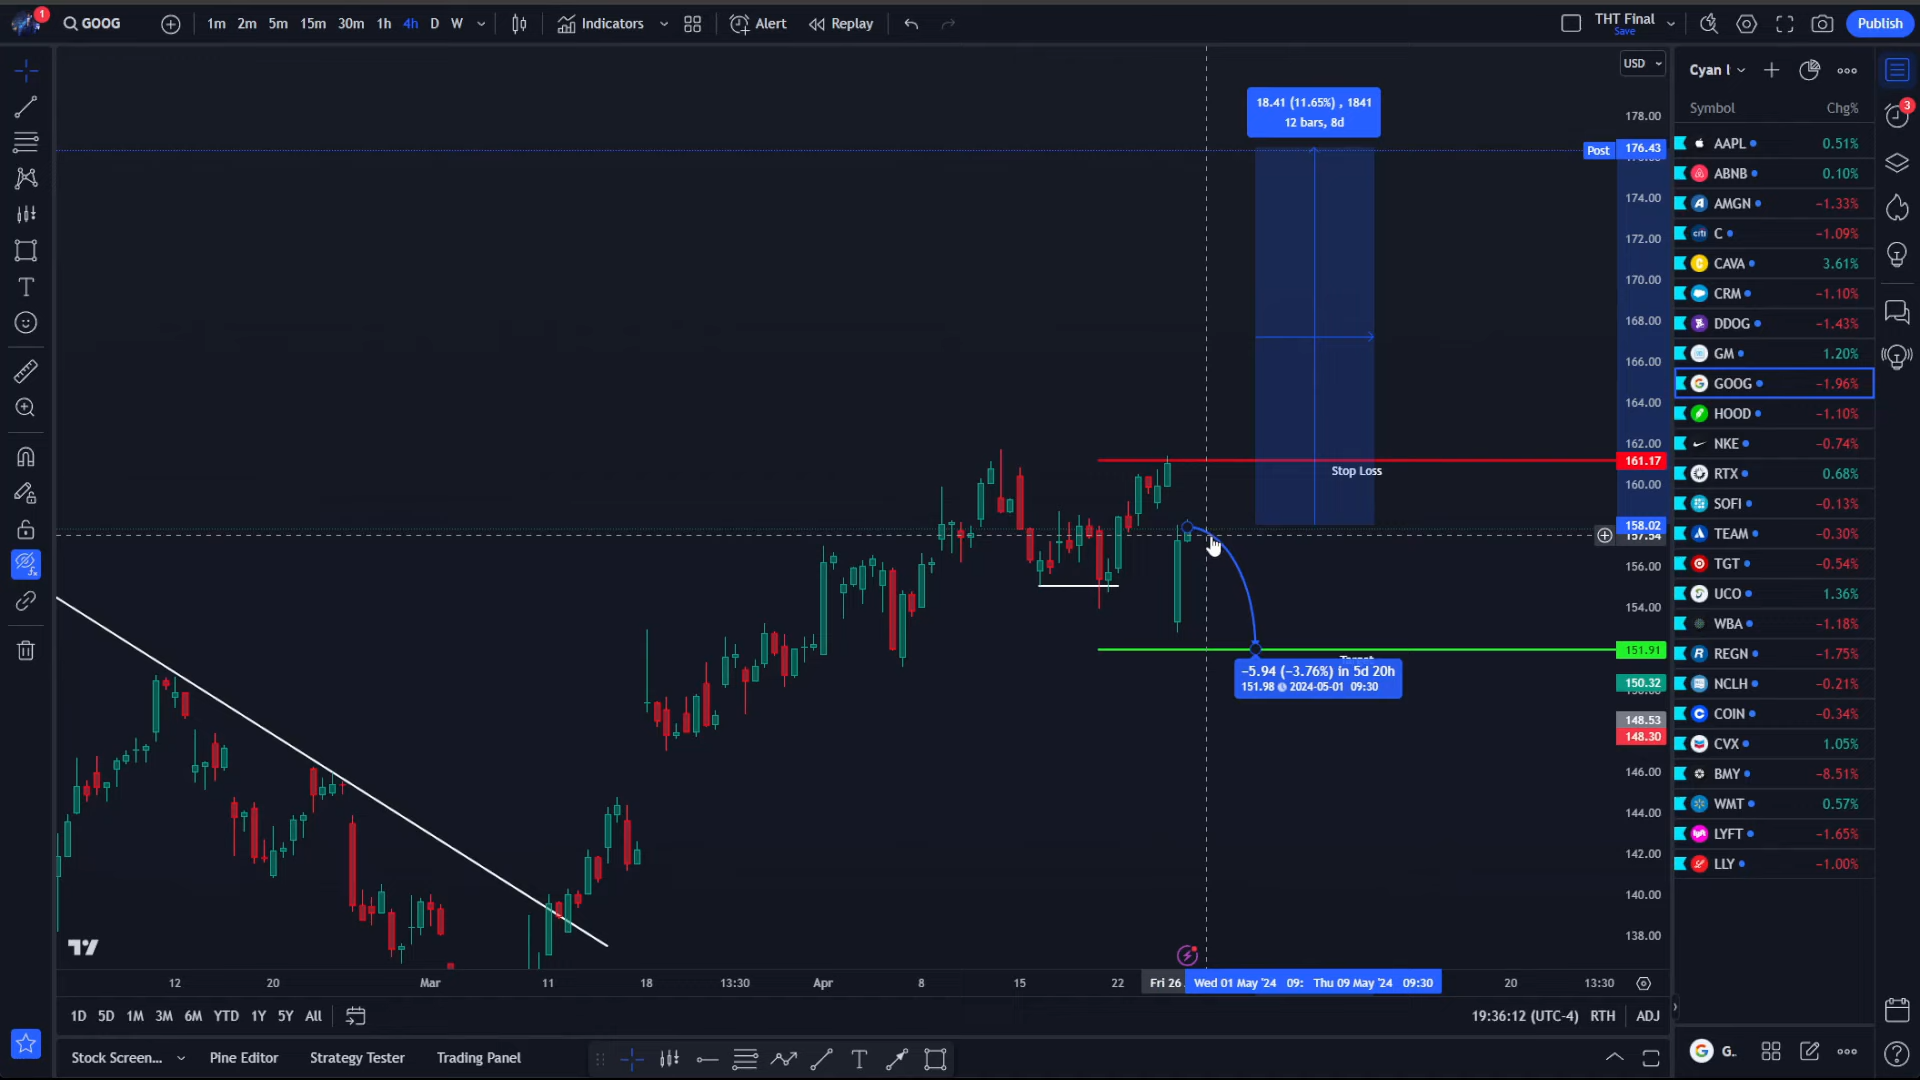 1
GOOG
1m 2m 5m 15m 30m 1h 4h D W
Indicators
Alert
Replay
THT Final
Save
Publish
USD
Cyan l
Symbol Chg%
3
18.41 (11.65%) , 1841
12 bars, 8d
178.00
Post 176.43
174.00
172.00
170.00
168.00
166.00
164.00
162.00
161.17
Stop Loss
160.00
158.02
157.54
156.00
154.00
151.91
−5.94 (−3.76%) in 5d 20h
151.98 2024-05-01 09:30
150.32
148.53
148.30
146.00
144.00
142.00
140.00
138.00
AAPL 0.51%
ABNB 0.10%
AMGN −1.33%
citi C −1.09%
CAVA 3.61%
CRM −1.10%
DDOG −1.43%
GM 1.20%
GOOG −1.96%
HOOD −1.10%
NKE −0.74%
RTX 0.68%
SOFI −0.13%
TEAM −0.30%
TGT −0.54%
UCO 1.36%
WBA −1.18%
REGN −1.75%
NCLH −0.21%
COIN −0.34%
CVX 1.05%
BMY −8.51%
WMT 0.57%
LYFT −1.65%
LLY −1.00%
12 20 Mar 11 18 13:30 Apr 8 15 22 Fri 26 Wed 01 May '24 09: Thu 09 May '24 09:30 20 13:30
1D 5D 1M 3M 6M YTD 1Y 5Y All
19:36:12 (UTC-4) RTH ADJ
Stock Screen... Pine Editor Strategy Tester Trading Panel
G..